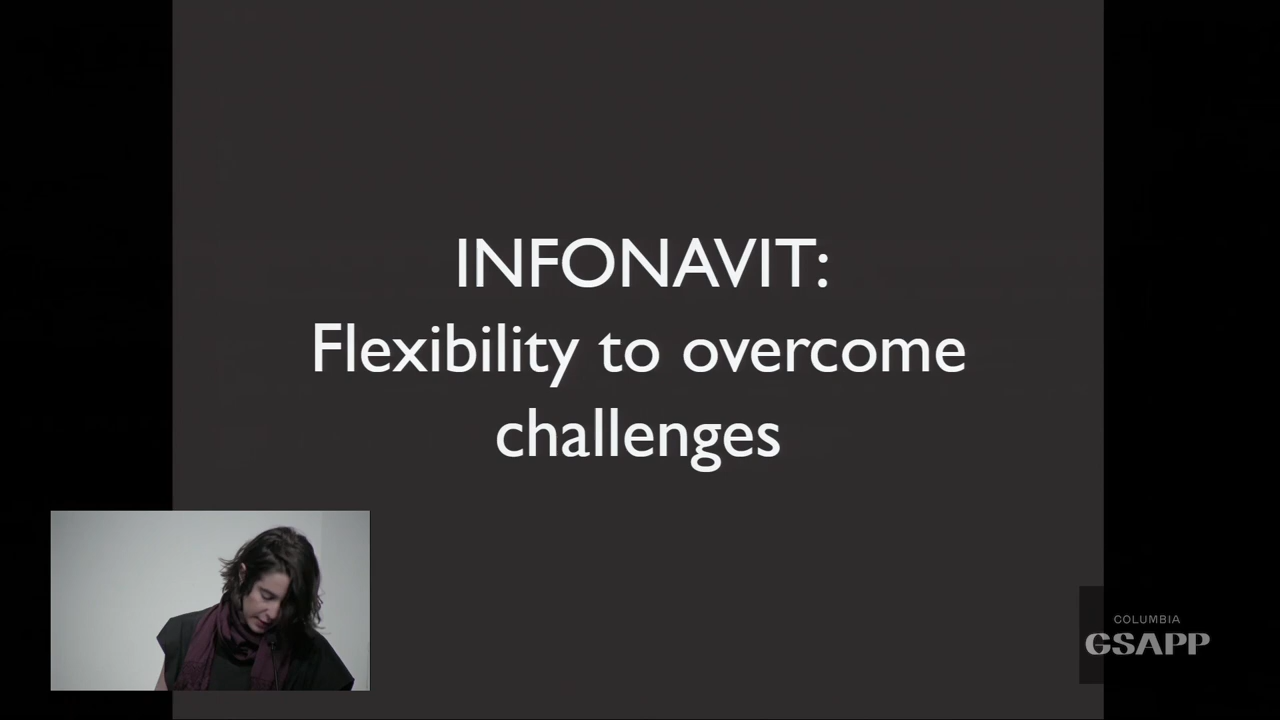 INFONAVIT:
Flexibility to overcome
challenges
COLUMBIA
GSAPP